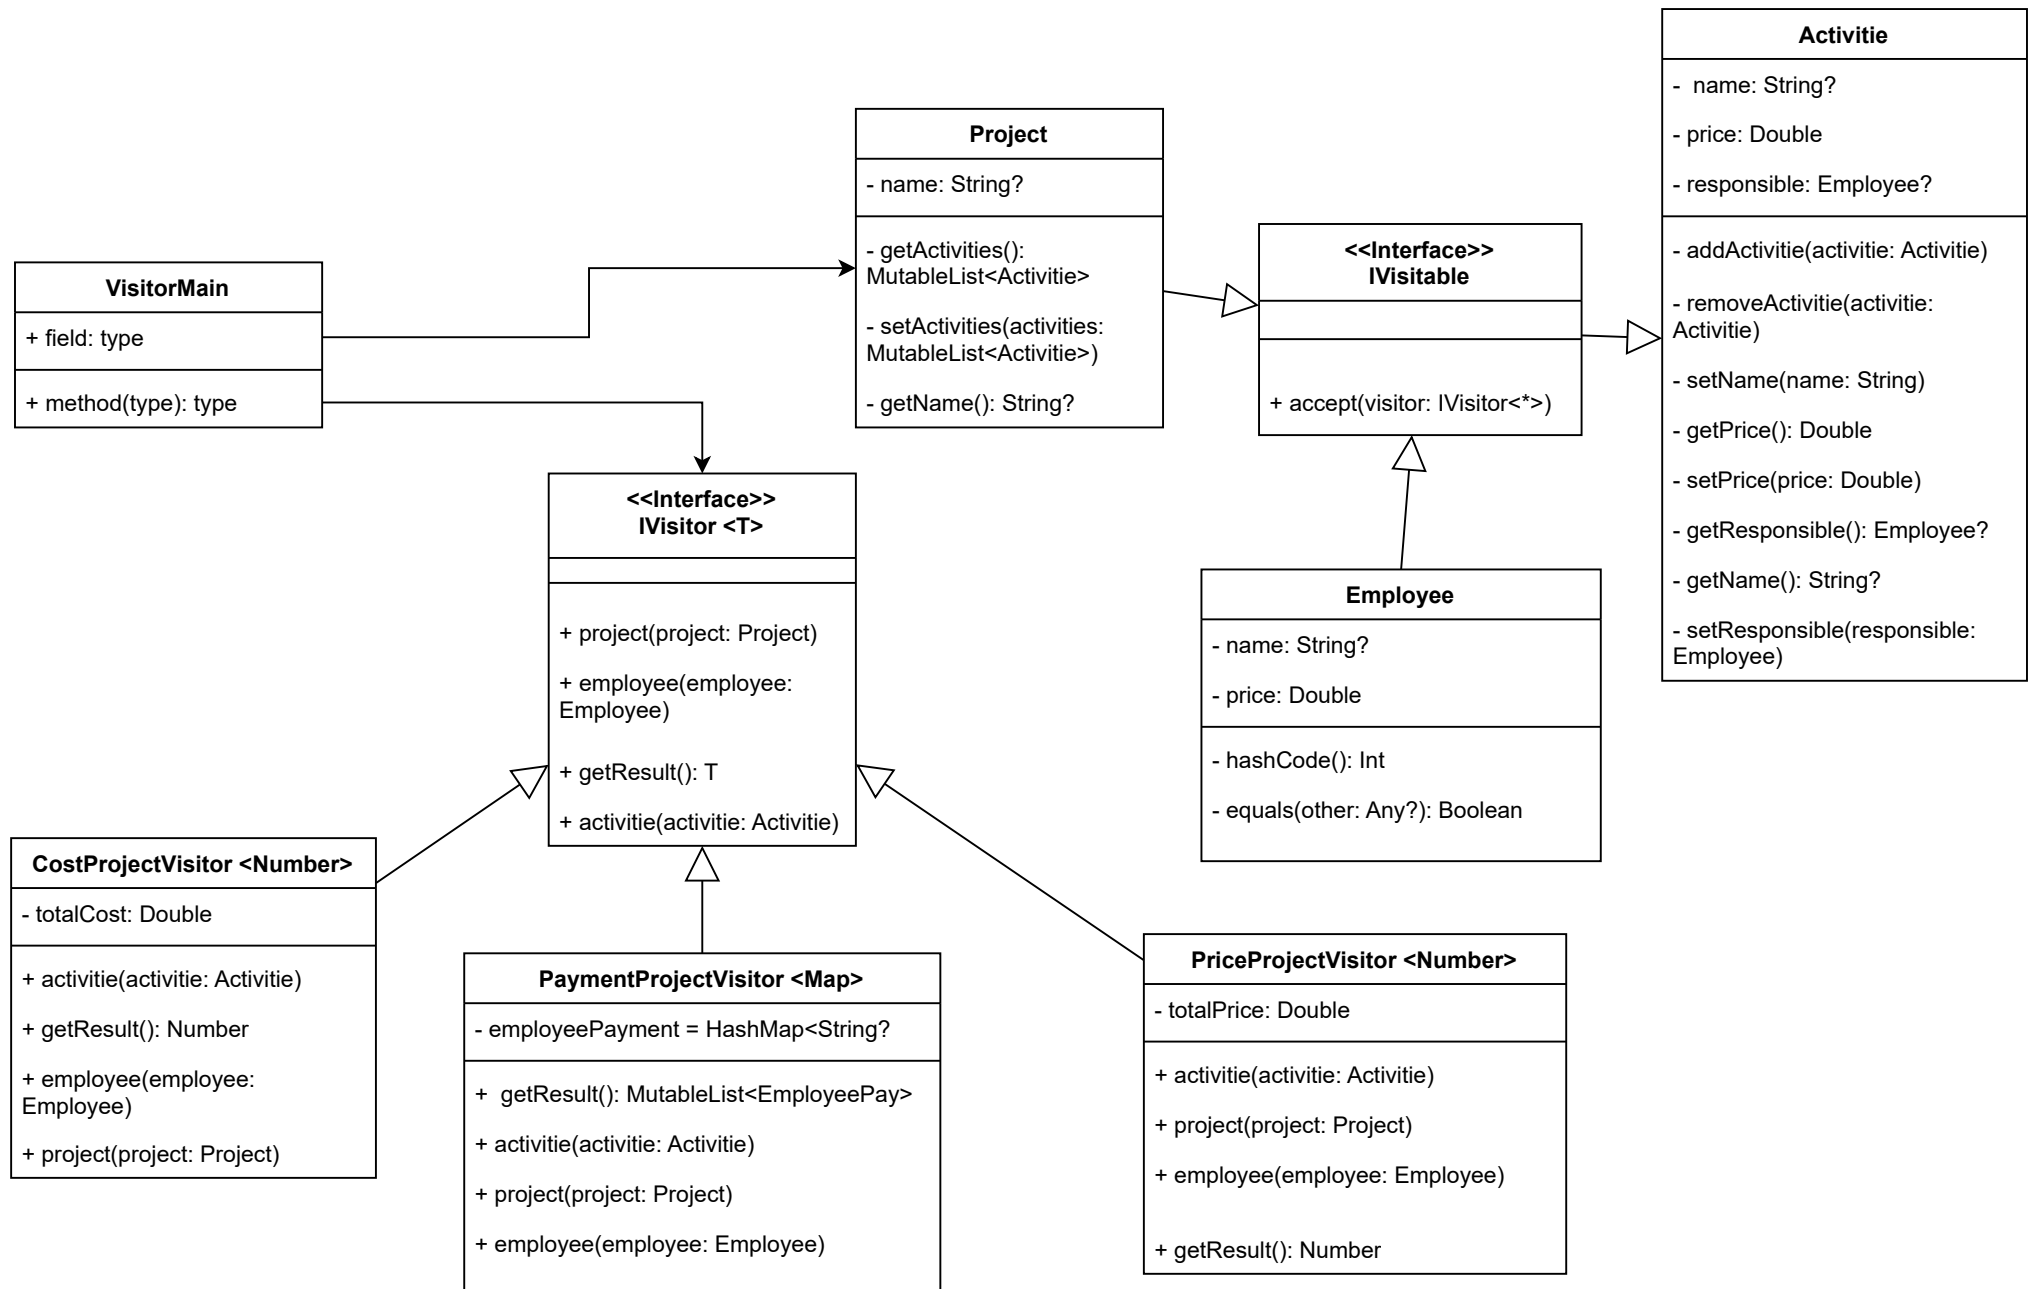 Activitie
-  name: String?
- price: Double
- responsible: Employee?
- addActivitie(activitie: Activitie)
- removeActivitie(activitie:
Activitie)
- setName(name: String)
- getPrice(): Double
- setPrice(price: Double)
- getResponsible(): Employee?
- getName(): String?
- setResponsible(responsible:
Employee)
Project
- name: String?
- getActivities():
MutableList<Activitie>
- setActivities(activities:
MutableList<Activitie>)
- getName(): String?
<<Interface>>
IVisitable
+ accept(visitor: IVisitor<*>)
VisitorMain
+ field: type
+ method(type): type
<<Interface>>
IVisitor <T>
+ project(project: Project)
+ employee(employee:
Employee)
+ getResult(): T
+ activitie(activitie: Activitie)
Employee
- name: String?
- price: Double
- hashCode(): Int
- equals(other: Any?): Boolean
CostProjectVisitor <Number>
- totalCost: Double
+ activitie(activitie: Activitie)
+ getResult(): Number
+ employee(employee:
Employee)
+ project(project: Project)
PaymentProjectVisitor <Map>
- employeePayment = HashMap<String?
+  getResult(): MutableList<EmployeePay>
+ activitie(activitie: Activitie)
+ project(project: Project)
+ employee(employee: Employee)
PriceProjectVisitor <Number>
- totalPrice: Double
+ activitie(activitie: Activitie)
+ project(project: Project)
+ employee(employee: Employee)
+ getResult(): Number